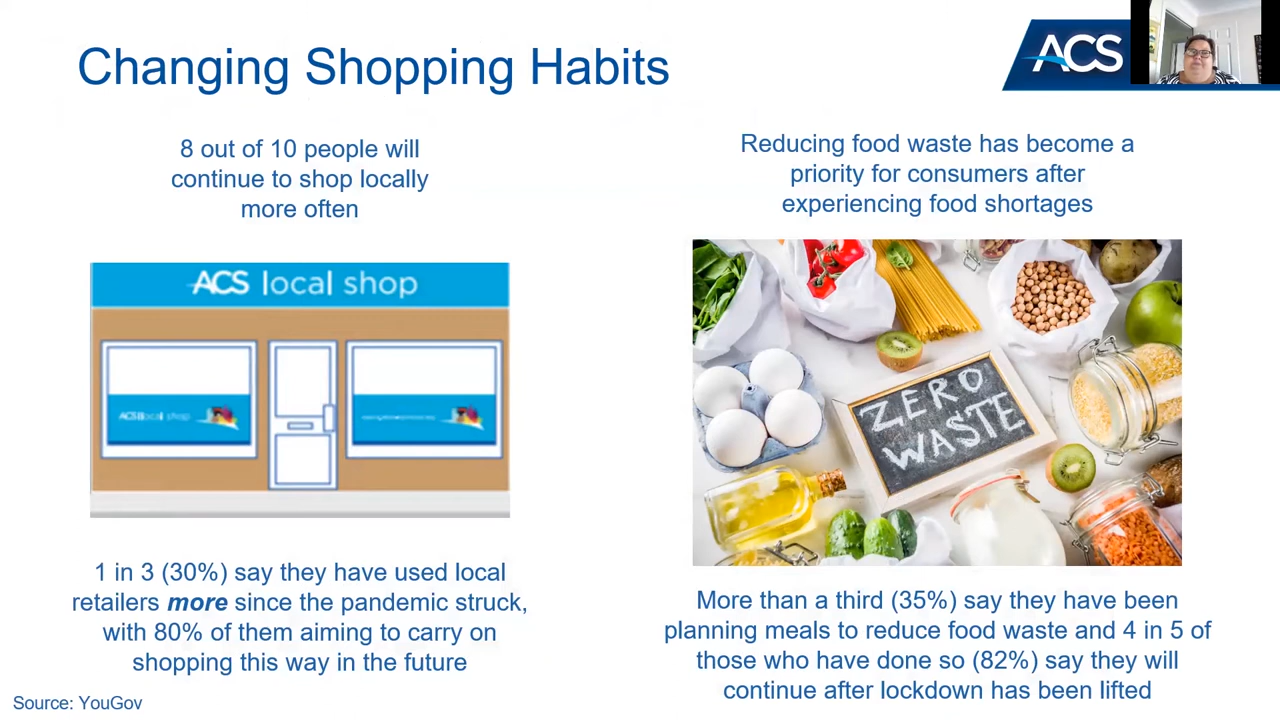 Changing Shopping Habits
ACS
8 out of 10 people will
continue to shop locally
more often
ACS local shop
ACS local shop
1 in 3 (30%) say they have used local
retailers more since the pandemic struck,
with 80% of them aiming to carry on
shopping this way in the future
Source: YouGov
Reducing food waste has become a
priority for consumers after
experiencing food shortages
ZERO
WASTE
More than a third (35%) say they have been
planning meals to reduce food waste and 4 in 5 of
those who have done so (82%) say they will
continue after lockdown has been lifted